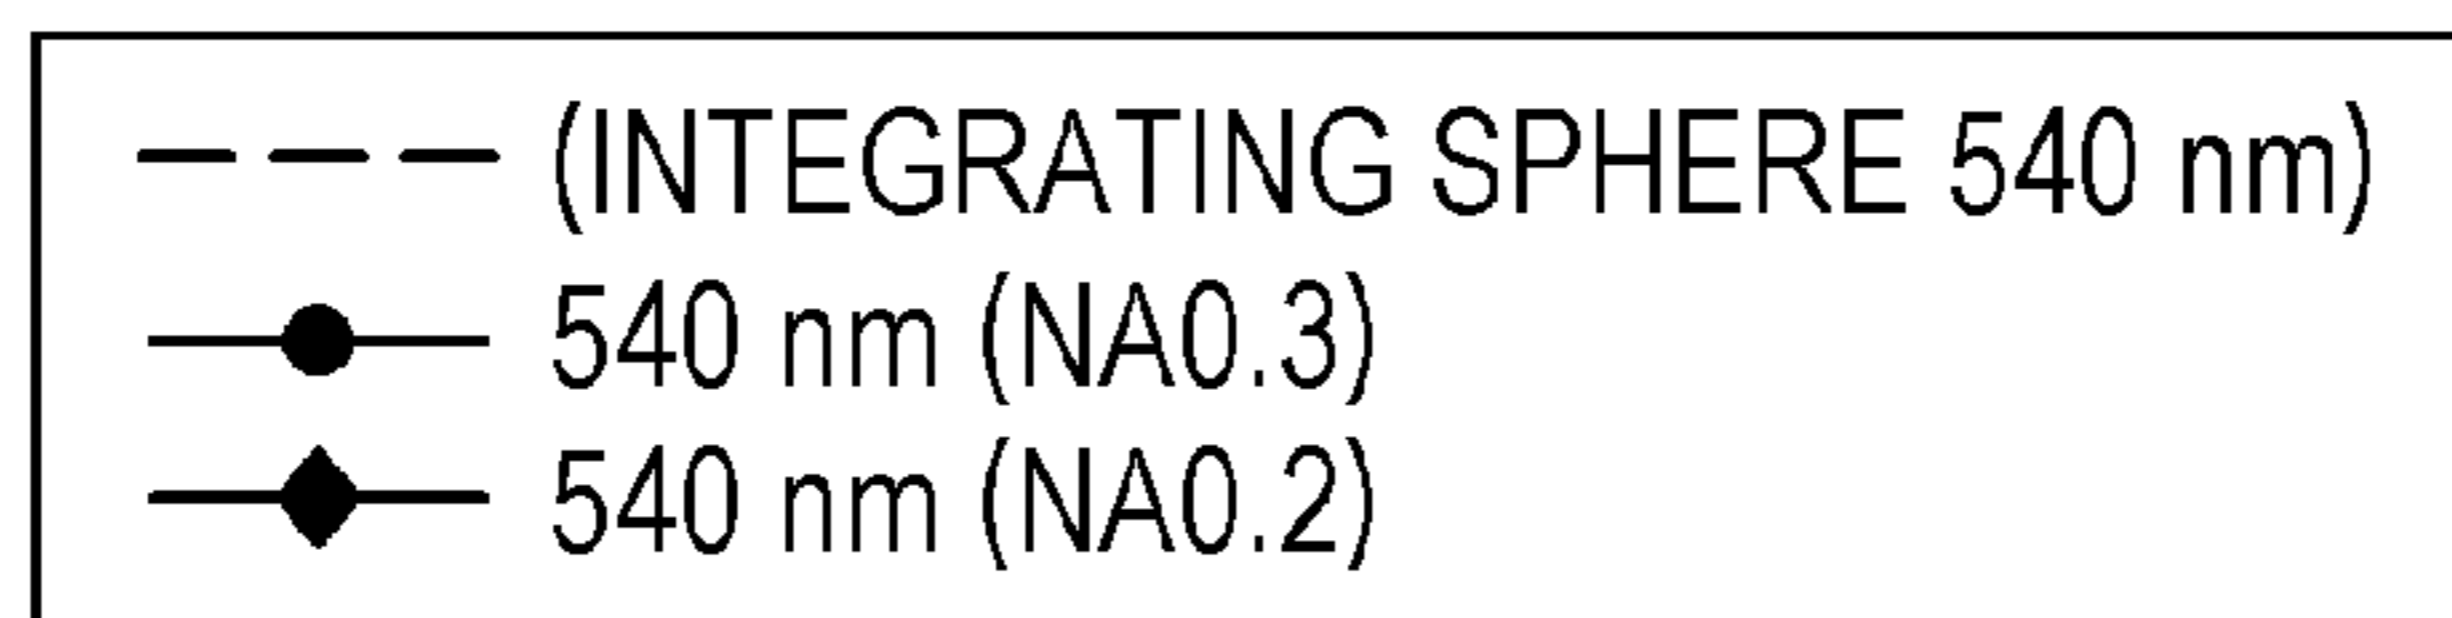 (INTEGRATING SPHERE 540 nm)
540 nm (NA0.3)
540 nm (NA0.2)